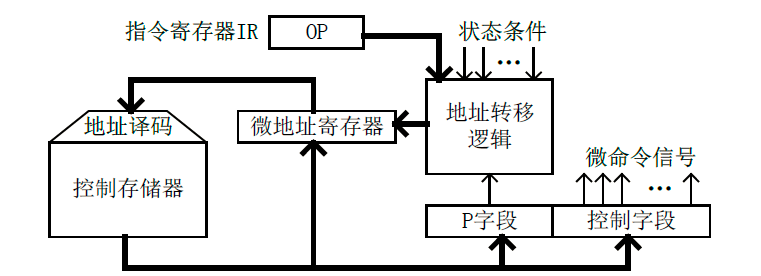 指令寄存器IR
OP
状态条件
...
地址译码
微地址寄存器
地址转移
逻辑
控制存储器
微命令信号
...
P字段
控制字段